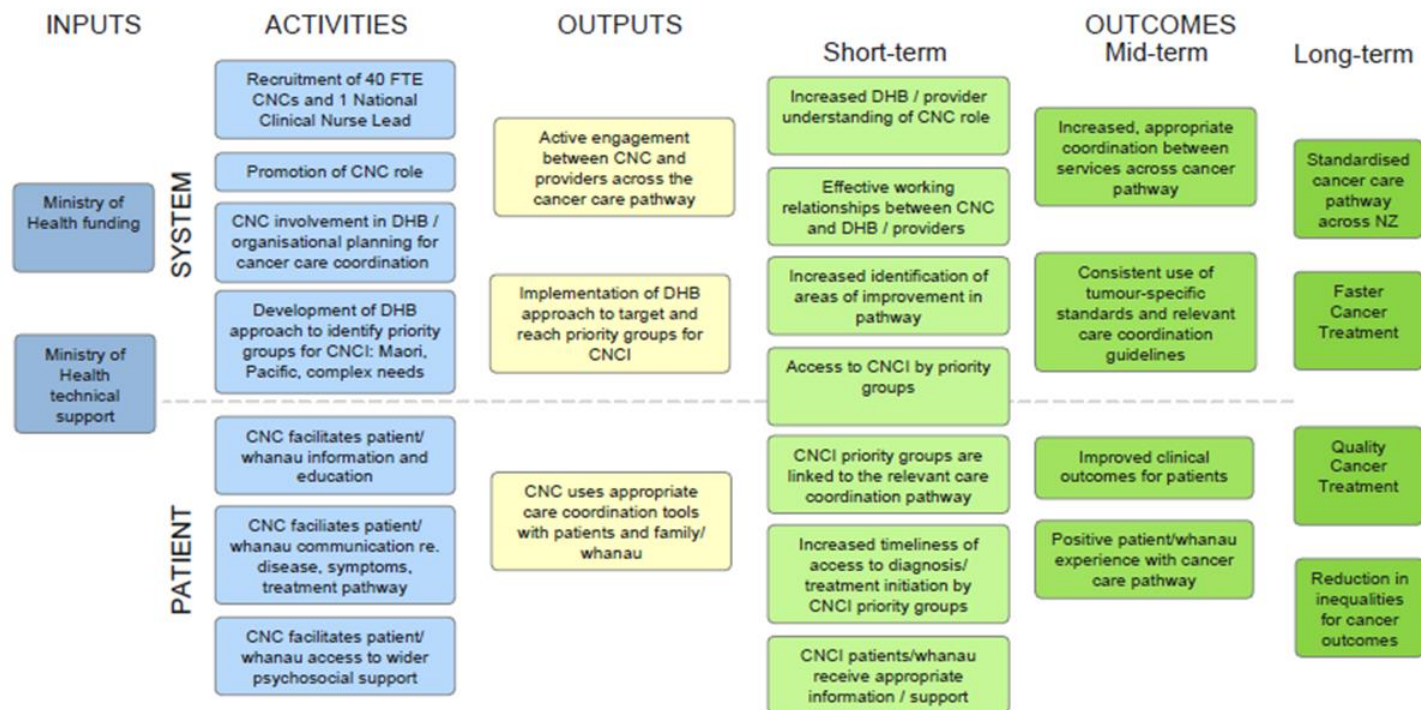 INPUTS
ACTIVITIES
OUTPUTS
OUTCOMES
Short-term
Mid-term
Long-term
SYSTEM
PATIENT
Ministry of
Health funding
Ministry of
Health
technical
support
Recruitment of 40 FTE
CNCs and 1 National
Clinical Nurse Lead
Promotion of CNC role
CNC involvement in DHB /
organisational planning for
cancer care coordination
Development of DHB
approach to identify priority
groups for CNCI: Maori,
Pacific, complex needs
CNC facilitates patient/
whanau information and
education
CNC faciliates patient/
whanau communication re.
disease, symptoms,
treatment pathway
CNC facilitates patient/
whanau access to wider
psychosocial support
Active engagement
between CNC and
providers across the
cancer care pathway
Implementation of DHB
approach to target and
reach priority groups for
CNCI
CNC uses appropriate
care coordination tools
with patients and family/
whanau
Increased DHB / provider
understanding of CNC role
Effective working
relationships between CNC
and DHB / providers
Increased identification of
areas of improvement in
pathway
Access to CNCI by priority
groups
CNCI priority groups are
linked to the relevant care
coordination pathway
Increased timeliness of
access to diagnosis/
treatment initiation by
CNCI priority groups
CNCI patients/whanau
receive appropriate
information / support
Increased, appropriate
coordination between
services across cancer
pathway
Consistent use of
tumour-specific
standards and relevant
care coordination
guidelines
Improved clinical
outcomes for patients
Positive patient/whanau
experience with cancer
care pathway
Standardised
cancer care
pathway
across NZ
Faster
Cancer
Treatment
Quality
Cancer
Treatment
Reduction in
inequalities
for cancer
outcomes